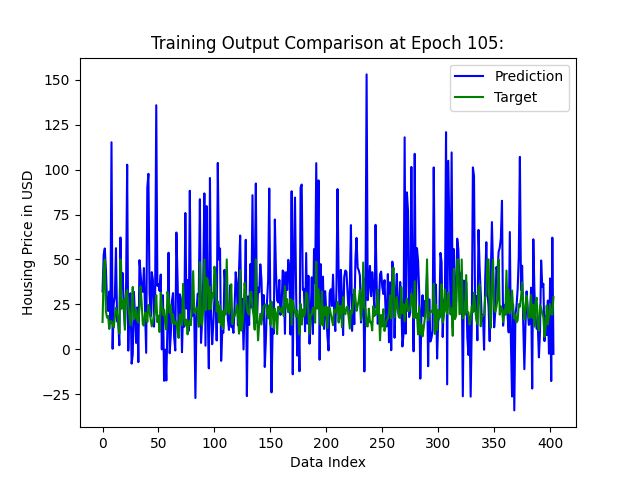 Training Output Comparison at Epoch 105:
Prediction
Target
150
125
100
75
50
25
0
−25
Housing Price in USD
0 50 100 150 200 250 300 350 400
Data Index